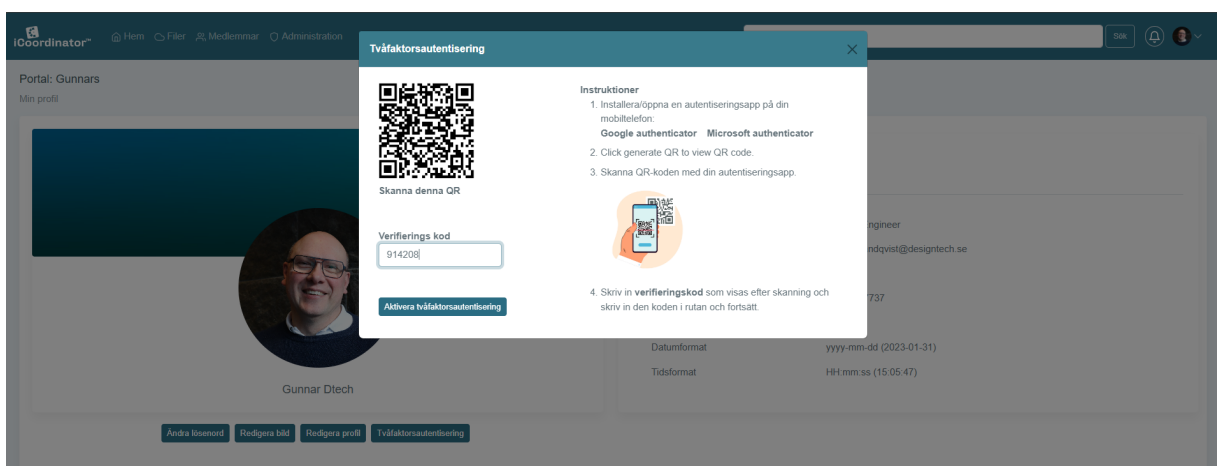 iCoordinator™ Hem Filer Medlemmar Administration Sök
Portal: Gunnars
Min profil
Tvåfaktorsautentisering
Skanna denna QR
Verifierings kod
914208
Aktivera tvåfaktorsautentisering
Instruktioner
1. Installera/öppna en autentiseringsapp på din
mobiltelefon:
Google authenticator Microsoft authenticator
2. Click generate QR to view QR code.
3. Skanna QR-koden med din autentiseringsapp.
4. Skriv in verifieringskod som visas efter skanning och
skriv in den koden i rutan och fortsätt.
ngineer
ndqvist@designtech.se
737
Datumformat yyyy-mm-dd (2023-01-31)
Tidsformat HH:mm:ss (15:05:47)
Gunnar Dtech
Ändra lösenord Redigera bild Redigera profil Tvåfaktorsautentisering